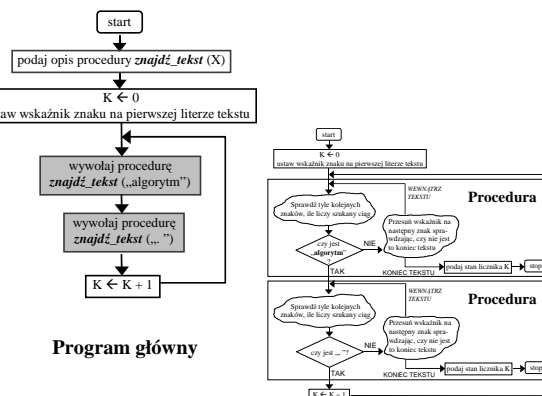 start
podaj opis procedury znajdź_tekst (X)
K ← 0
wskaźnik znaku na pierwszej literze tekstu
wywołaj procedurę
znajdź_tekst („algorytm”)
wywołaj procedurę
znajdź_tekst („. ”)
K ← K + 1
Program główny
start
K ← 0
ustaw wskaźnik znaku na pierwszej literze tekstu
WEWNĄTRZ
TEKSTU
Procedura
Sprawdź tyle kolejnych
znaków, ile liczy szukany ciąg
Przesuń wskaźnik na
następny znak spra-
wdzając, czy nie jest
to koniec tekstu
czy jest
„algorytm”
?
NIE
TAK
KONIEC TEKSTU
podaj stan licznika K
stop
WEWNĄTRZ
TEKSTU
Procedura
Sprawdź tyle kolejnych
znaków, ile liczy szukany ciąg
Przesuń wskaźnik na
następny znak spra-
wdzając, czy nie jest
to koniec tekstu
czy jest „. ”?
NIE
TAK
KONIEC TEKSTU
podaj stan licznika K
stop
K ← K + 1